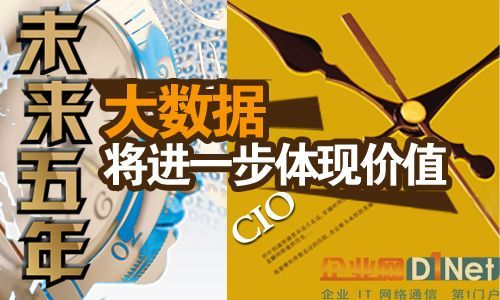 未来五年
大数据
将进一步体现价值
CIO
企业网D1Net
企业 IT 网络通信 第1门户